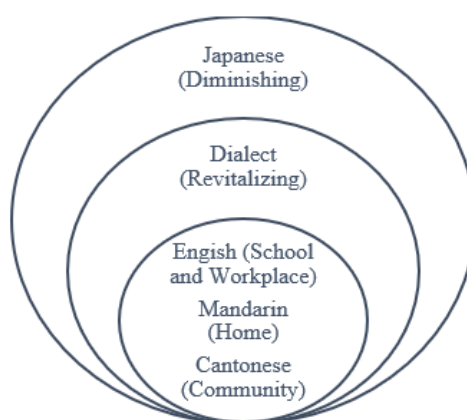 Japanese
(Diminishing)
Dialect
(Revitalizing)
Engish (School
and Workplace)
Mandarin
(Home)
Cantonese
(Community)